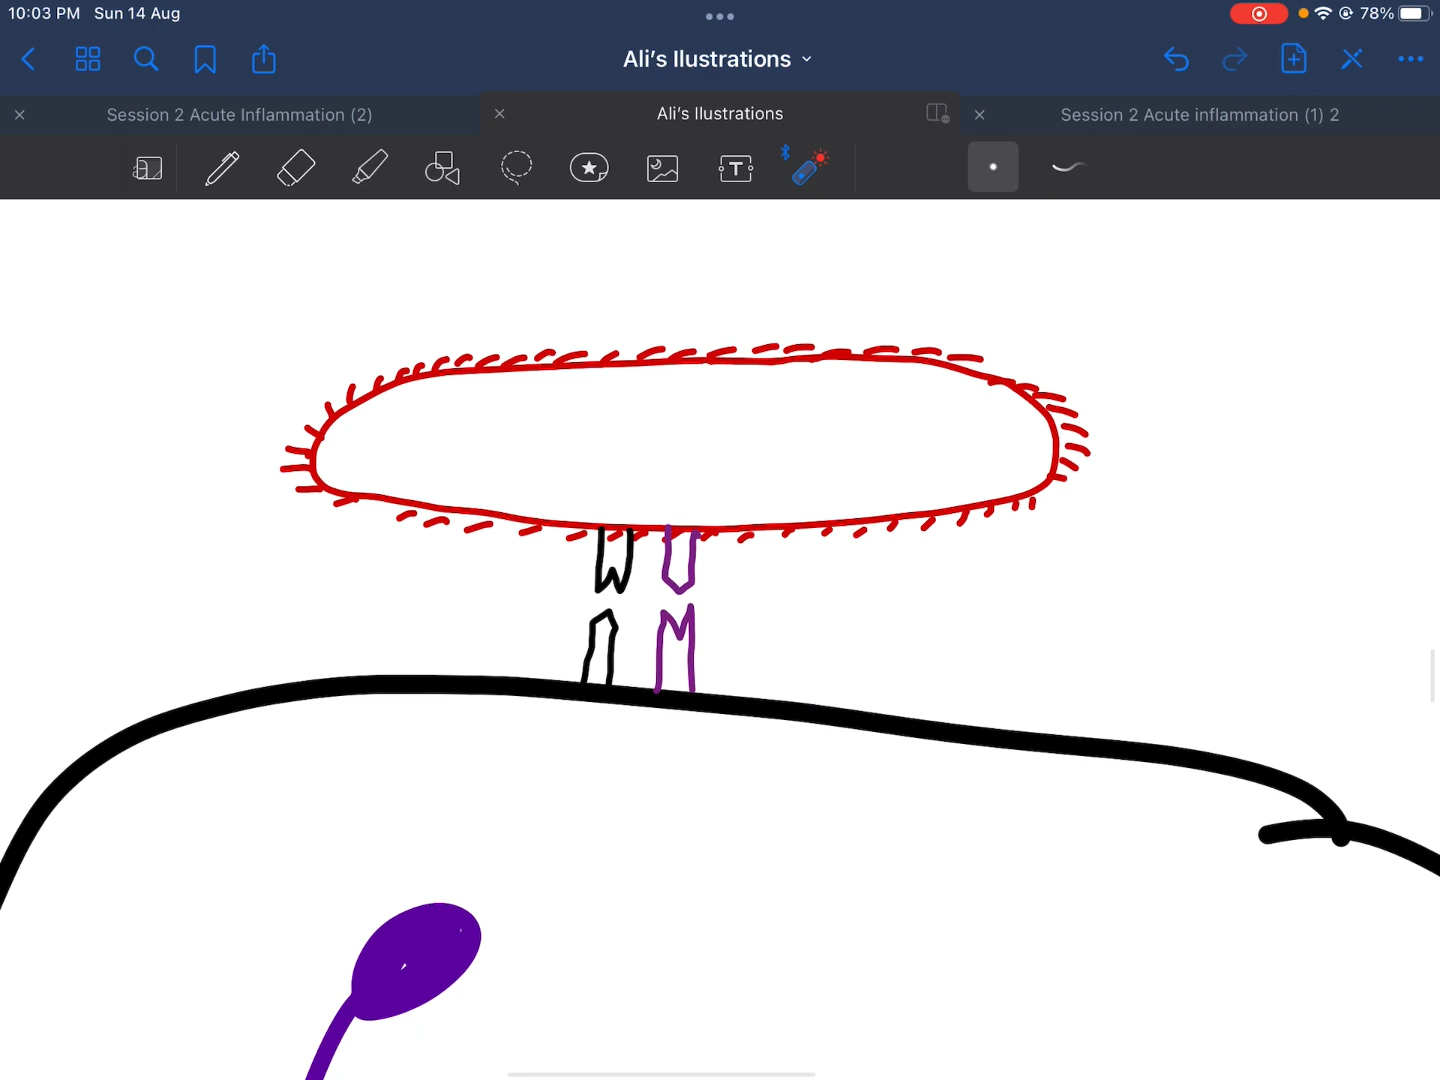 10:03 PM Sun 14 Aug
78%
Ali's Ilustrations
Session 2 Acute Inflammation (2)
Ali's Ilustrations
Session 2 Acute inflammation (1) 2